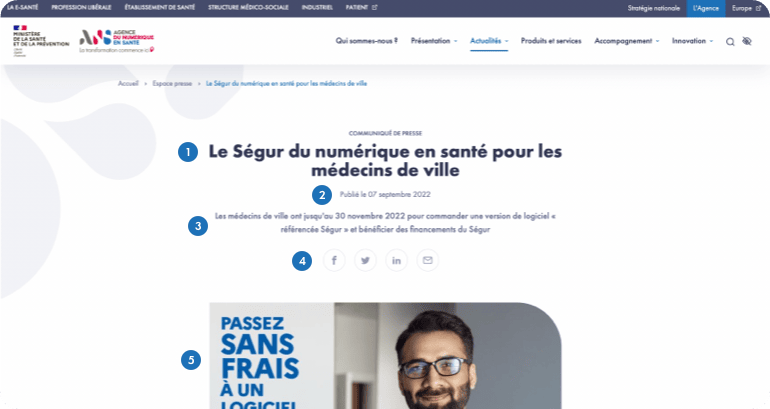 LA E-SANTÉ PROFESSION LIBÉRALE ÉTABLISSEMENT DE SANTÉ STRUCTURE MÉDICO-SOCIALE INDUSTRIEL PATIENT Stratégie nationale L'Agence Europe
MINISTÈRE
DE LA SANTÉ
ET DE LA PRÉVENTION
AGENCE
DU NUMÉRIQUE
EN SANTÉ
La transformation commence ici
Qui sommes-nous ? Présentation Actualités Produits et services Accompagnement Innovation
Accueil > Espace presse > Le Ségur du numérique en santé pour les médecins de ville
COMMUNIQUÉ DE PRESSE
1 Le Ségur du numérique en santé pour les
médecins de ville
2 Publié le 07 septembre 2022
3 Les médecins de ville ont jusqu'au 30 novembre 2022 pour commander une version de logiciel «
référencée Ségur » et bénéficier des financements du Ségur
4
5
PASSEZ
SANS
FRAIS
À UN
LOGICIEL